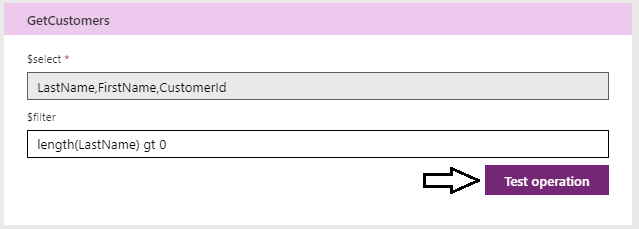 GetCustomers
$select *
LastName,FirstName,CustomerId
$filter
length(LastName) gt 0
Test operation